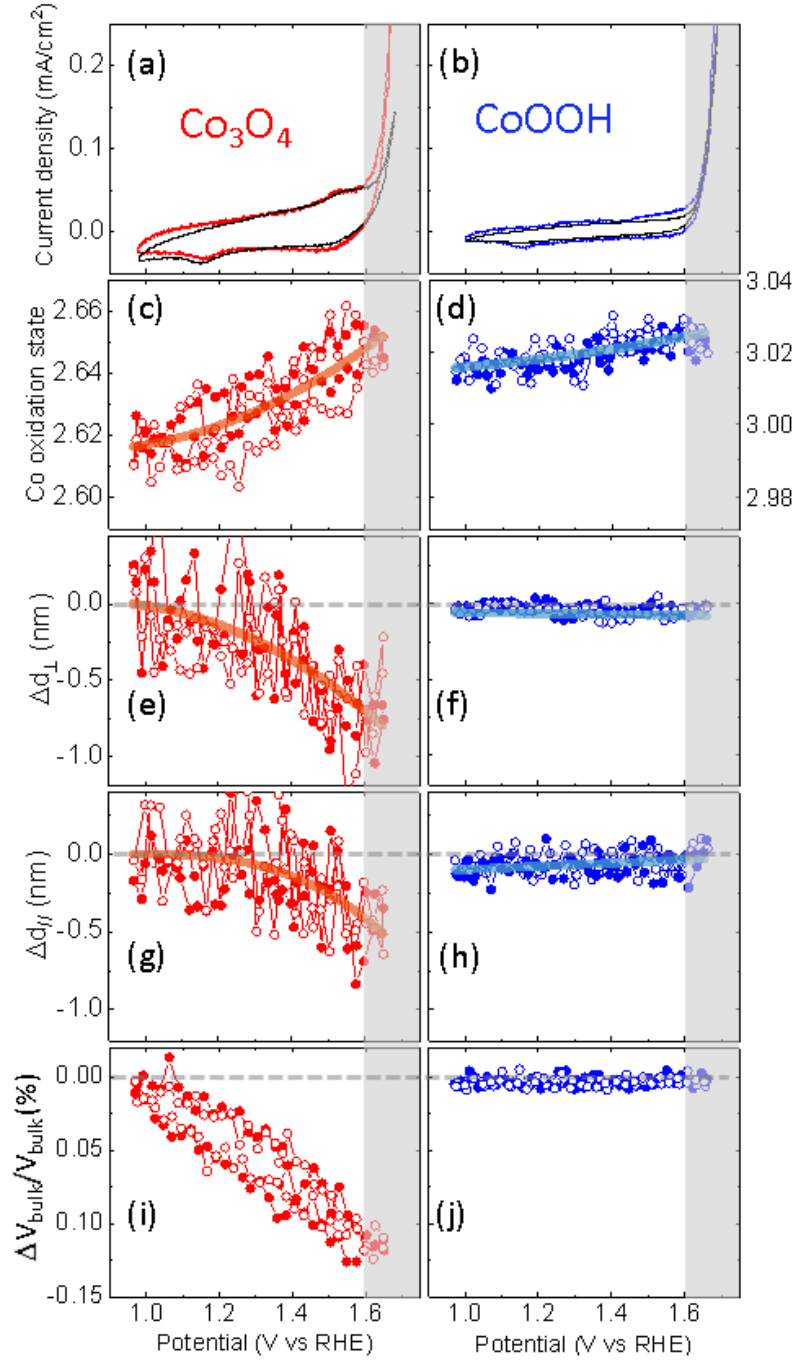 (a)
(b)
Co₃O₄
CoOOH
Current density (mA/cm²)
0.2
0.1
0.0
(c)
(d)
Co oxidation state
2.66
2.64
2.62
2.60
3.04
3.02
3.00
2.98
(e)
(f)
Δd⊥ (nm)
0.0
-0.5
-1.0
(g)
(h)
Δd// (nm)
0.0
-0.5
-1.0
(i)
(j)
ΔVbulk/Vbulk(%)
0.00
0.05
0.10
-0.15
1.0 1.2 1.4 1.6
1.0 1.2 1.4 1.6
Potential (V vs RHE)
Potential (V vs RHE)